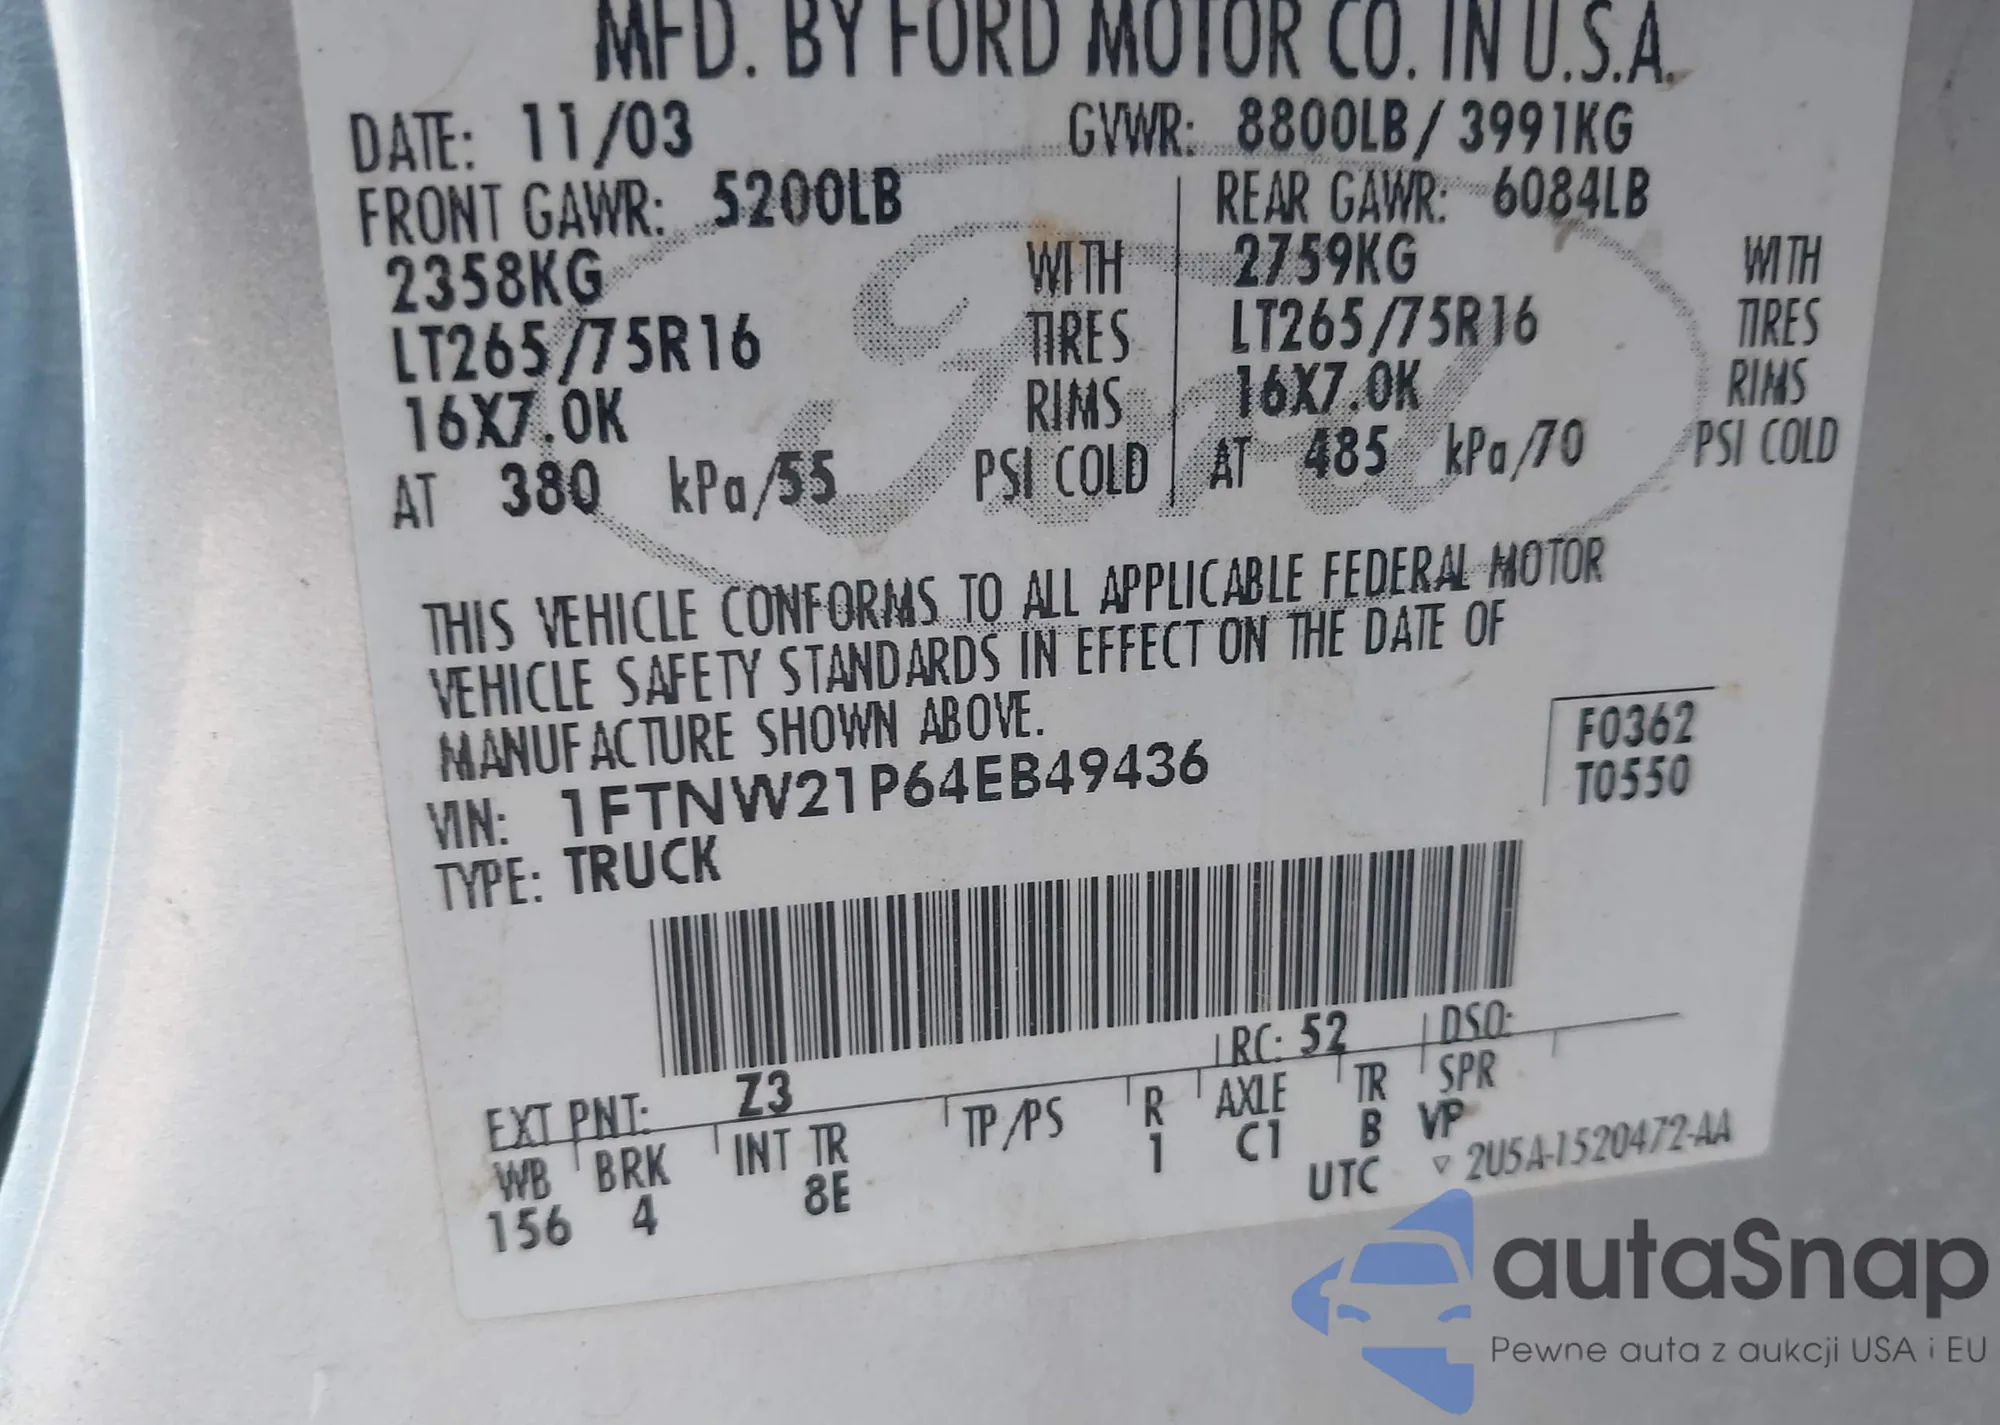 MFD. BY FORD MOTOR CO. IN U.S.A.
DATE: 11/03 GVWR: 8800LB/ 3991KG
FRONT GAWR: 5200LB REAR GAWR: 6084LB
2358KG WITH 2759KG WITH
LT265/75R16 TIRES LT265/75R16 TIRES
16X7.0K RIMS 16X7.0K RIMS
AT 380 kPa/55 PSI COLD AT 485 kPa/70 PSI COLD
THIS VEHICLE CONFORMS TO ALL APPLICABLE FEDERAL MOTOR
VEHICLE SAFETY STANDARDS IN EFFECT ON THE DATE OF
MANUFACTURE SHOWN ABOVE.
F0362
VIN: 1FTNW21P64EB49436
T0550
TYPE: TRUCK
EXT PNT: Z3 RC: 52 DSO:
WB BRK INT TR TP/PS R AXLE TR SPR
156 4 8E 1 C1 B VP
UTC ▽ 2U5A-1520472-AA
Ford
autaSnap
Pewne auta z aukcji USA i EU